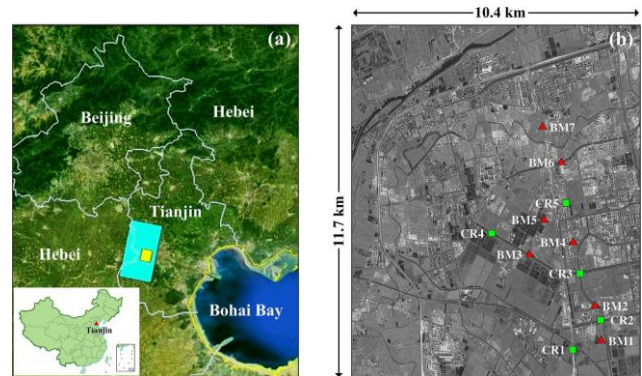 10.4 km
(a)
(b)
Beijing
Hebei
Tianjin
Hebei
Bohai Bay
Tianjin
11.7 km
BM7
BM6
CR5
BM5
CR4
BM4
BM3
CR3
BM2
CR2
BM1
CR1